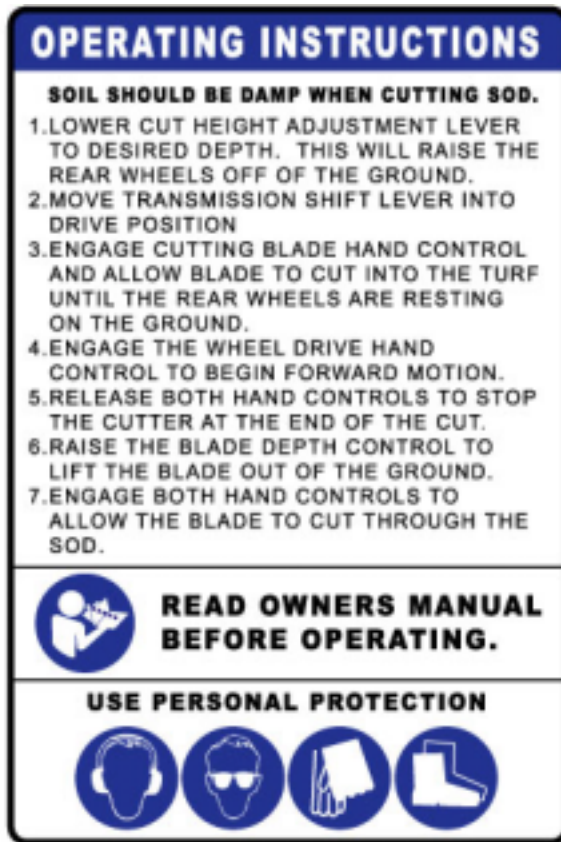 OPERATING INSTRUCTIONS
SOIL SHOULD BE DAMP WHEN CUTTING SOD.
1.LOWER CUT HEIGHT ADJUSTMENT LEVER
TO DESIRED DEPTH. THIS WILL RAISE THE
REAR WHEELS OFF OF THE GROUND.
2.MOVE TRANSMISSION SHIFT LEVER INTO
DRIVE POSITION
3.ENGAGE CUTTING BLADE HAND CONTROL
AND ALLOW BLADE TO CUT INTO THE TURF
UNTIL THE REAR WHEELS ARE RESTING
ON THE GROUND.
4.ENGAGE THE WHEEL DRIVE HAND
CONTROL TO BEGIN FORWARD MOTION.
5.RELEASE BOTH HAND CONTROLS TO STOP
THE CUTTER AT THE END OF THE CUT.
6.RAISE THE BLADE DEPTH CONTROL TO
LIFT THE BLADE OUT OF THE GROUND.
7.ENGAGE BOTH HAND CONTROLS TO
ALLOW THE BLADE TO CUT THROUGH THE
SOD.
READ OWNERS MANUAL
BEFORE OPERATING.
USE PERSONAL PROTECTION